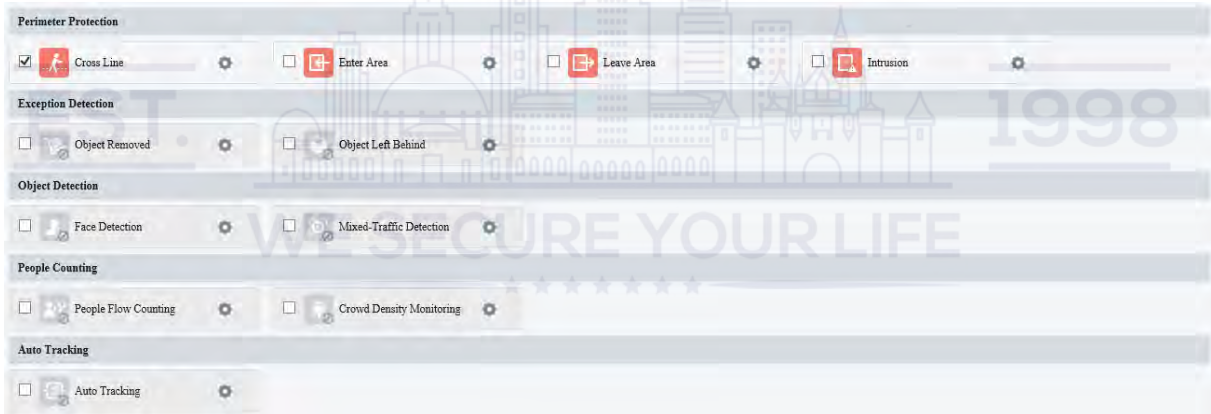 Perimeter Protection
Cross Line Enter Area Leave Area Intrusion
Exception Detection
EST. 1998
Object Removed Object Left Behind
Object Detection
Face Detection Mixed-Traffic Detection
WE SECURE YOUR LIFE
People Counting
People Flow Counting Crowd Density Monitoring
Auto Tracking
Auto Tracking